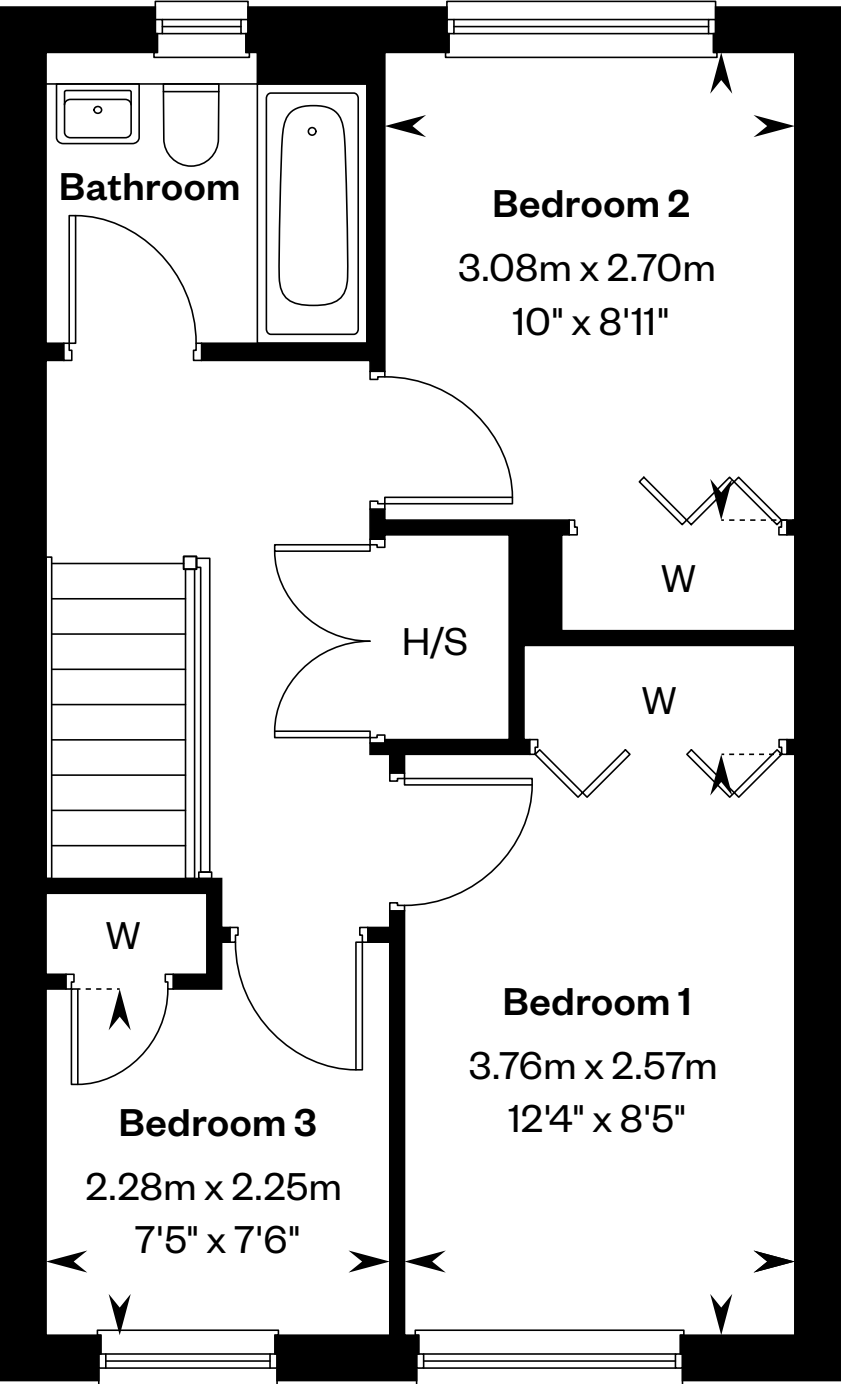 Bathroom
Bedroom 2
3.08m x 2.70m
10" x 8'11"
W
H/S
W
W
Bedroom 1
3.76m x 2.57m
12'4" x 8'5"
Bedroom 3
2.28m x 2.25m
7'5" x 7'6"